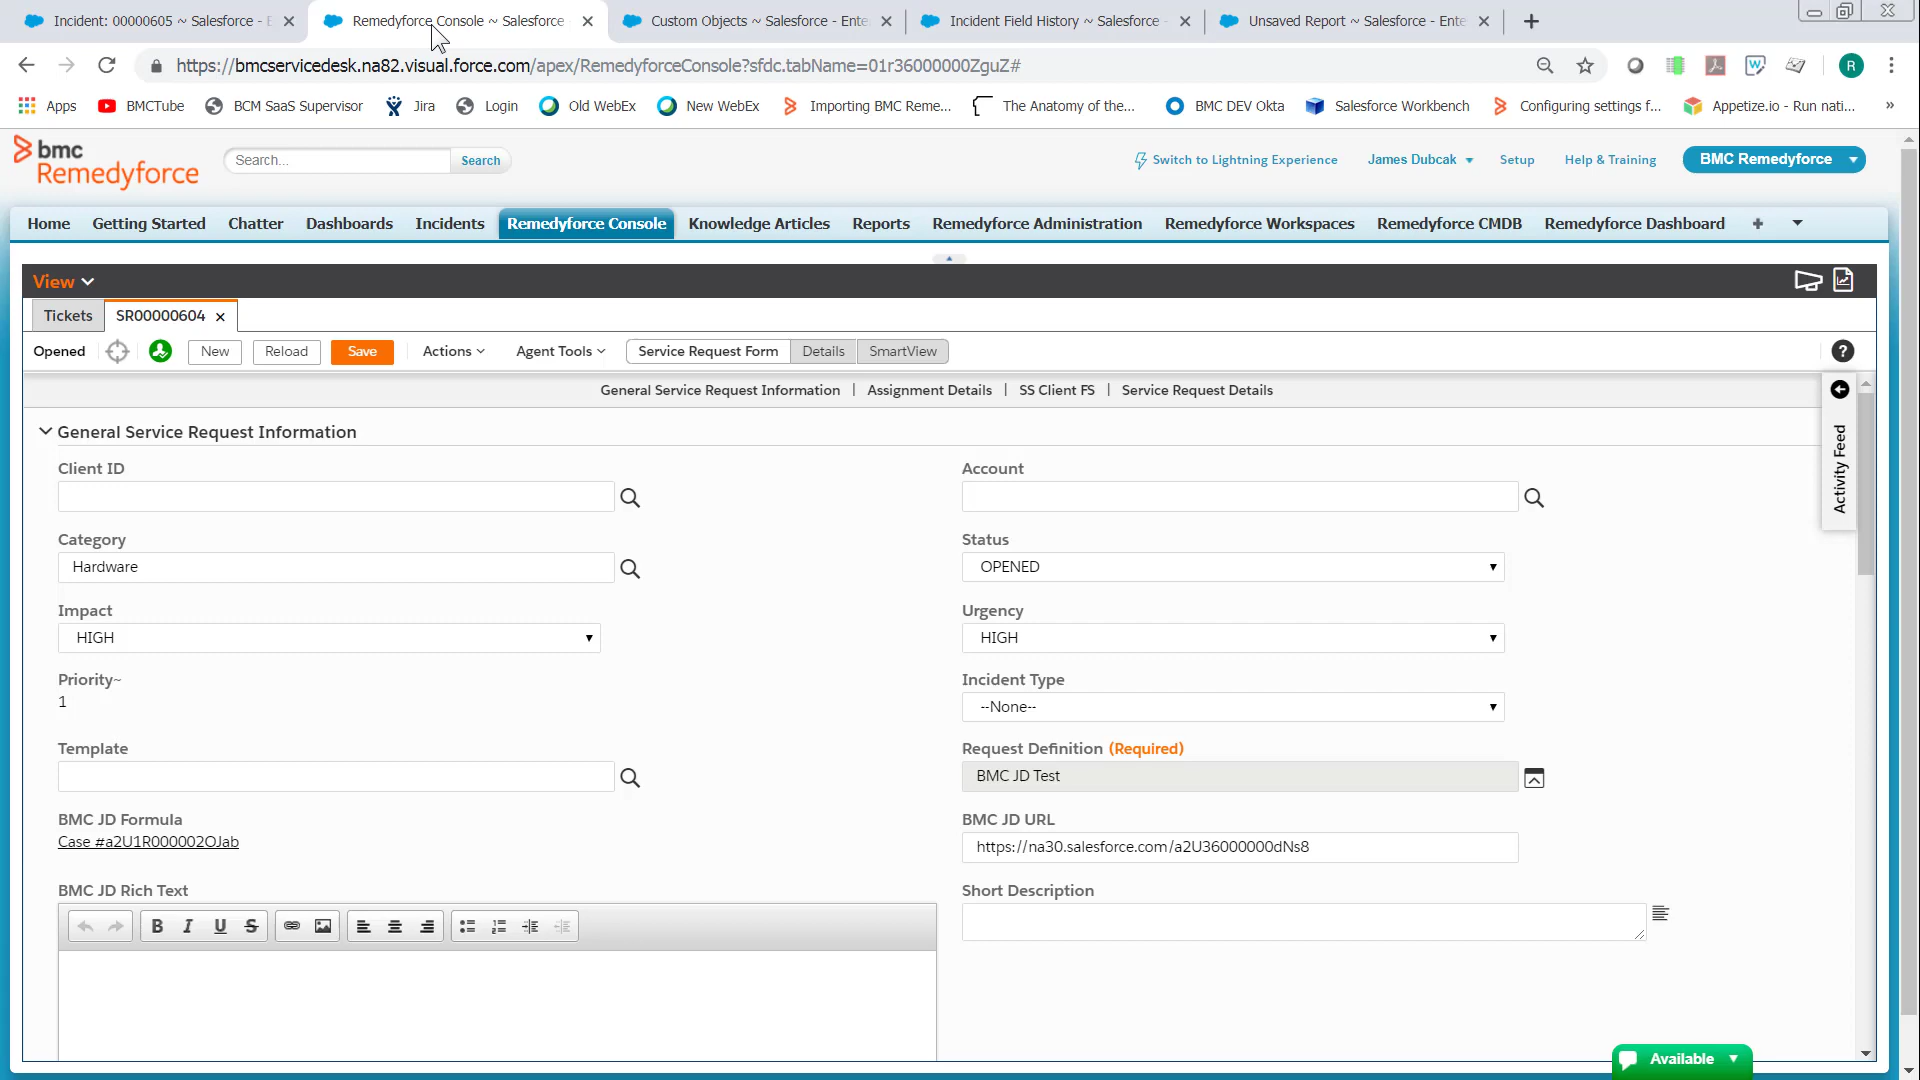 Incident: 00000605 ~ Salesforce - E
Remedyforce Console ~ Salesforce
Custom Objects ~ Salesforce - Ente
Incident Field History ~ Salesforce -
Unsaved Report ~ Salesforce - Ente
https://bmcservicedesk.na82.visual.force.com/apex/RemedyforceConsole?sfdc.tabName=01r36000000ZguZ#
R
Apps
BMCTube
BCM SaaS Supervisor
Jira
Login
Old WebEx
New WebEx
Importing BMC Reme...
The Anatomy of the...
BMC DEV Okta
Salesforce Workbench
Configuring settings f...
Appetize.io - Run nati...
»
bmc
Remedyforce
Search...
Search
Switch to Lightning Experience
James Dubcak
Setup
Help & Training
BMC Remedyforce
Home
Getting Started
Chatter
Dashboards
Incidents
Remedyforce Console
Knowledge Articles
Reports
Remedyforce Administration
Remedyforce Workspaces
Remedyforce CMDB
Remedyforce Dashboard
+
View
Tickets
SR00000604
Opened
New
Reload
Save
Actions
Agent Tools
Service Request Form
Details
SmartView
?
General Service Request Information | Assignment Details | SS Client FS | Service Request Details
Activity Feed
General Service Request Information
Client ID
Account
Category
Hardware
Status
OPENED
Impact
HIGH
Urgency
HIGH
Priority~
1
Incident Type
--None--
Template
Request Definition (Required)
BMC JD Test
BMC JD Formula
Case #a2U1R000002OJab
BMC JD URL
https://na30.salesforce.com/a2U36000000dNs8
BMC JD Rich Text
B I U S
Short Description
Available